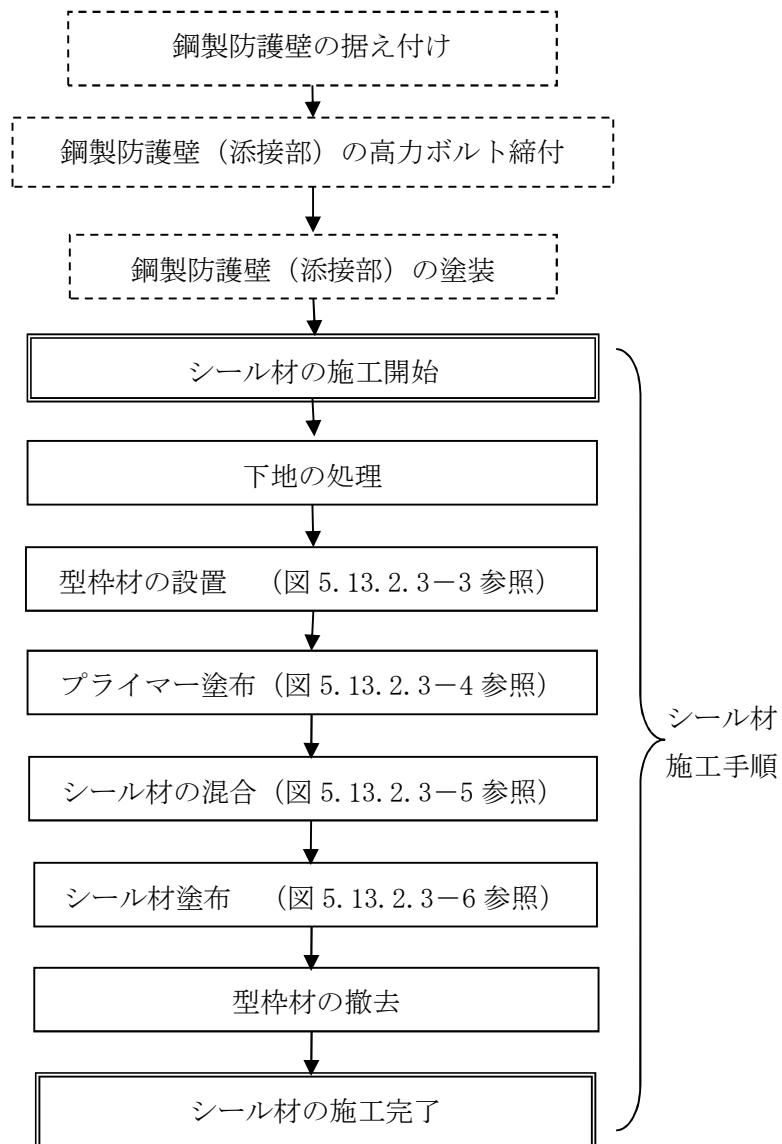 鋼製防護壁の据え付け
鋼製防護壁（添接部）の高力ボルト締付
鋼製防護壁（添接部）の塗装
シール材の施工開始
下地の処理
型枠材の設置　（図 5.13.2.3－3 参照）
プライマー塗布（図 5.13.2.3－4 参照）
シール材の混合（図 5.13.2.3－5 参照）
シール材塗布　（図 5.13.2.3－6 参照）
型枠材の撤去
シール材の施工完了
シール材
施工手順